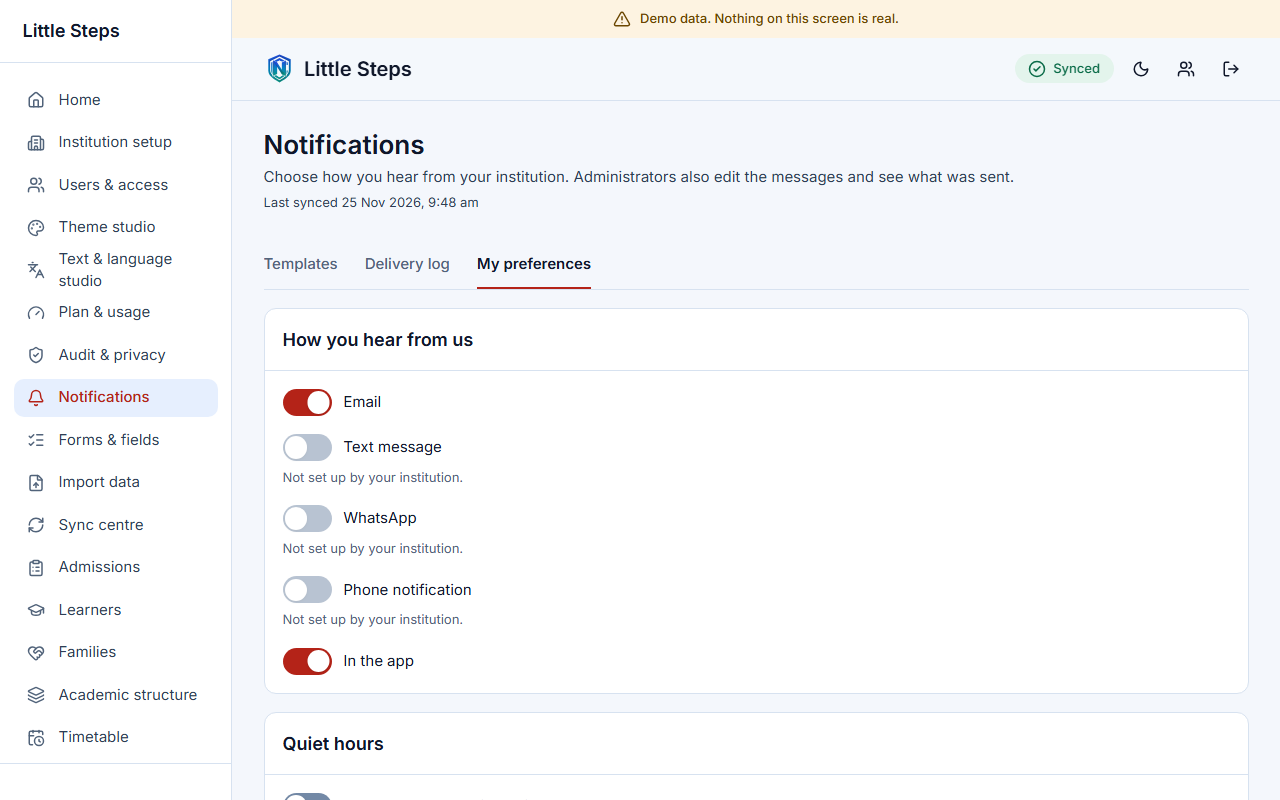 Little Steps
Home
Institution setup
Users & access
Theme studio
Text & language
studio
Plan & usage
Audit & privacy
Notifications
Forms & fields
Import data
Sync centre
Admissions
Learners
Families
Academic structure
Timetable
Demo data. Nothing on this screen is real.
Little Steps
Synced
Notifications
Choose how you hear from your institution. Administrators also edit the messages and see what was sent.
Last synced 25 Nov 2026, 9:48 am
Templates
Delivery log
My preferences
How you hear from us
Email
Text message
Not set up by your institution.
WhatsApp
Not set up by your institution.
Phone notification
Not set up by your institution.
In the app
Quiet hours